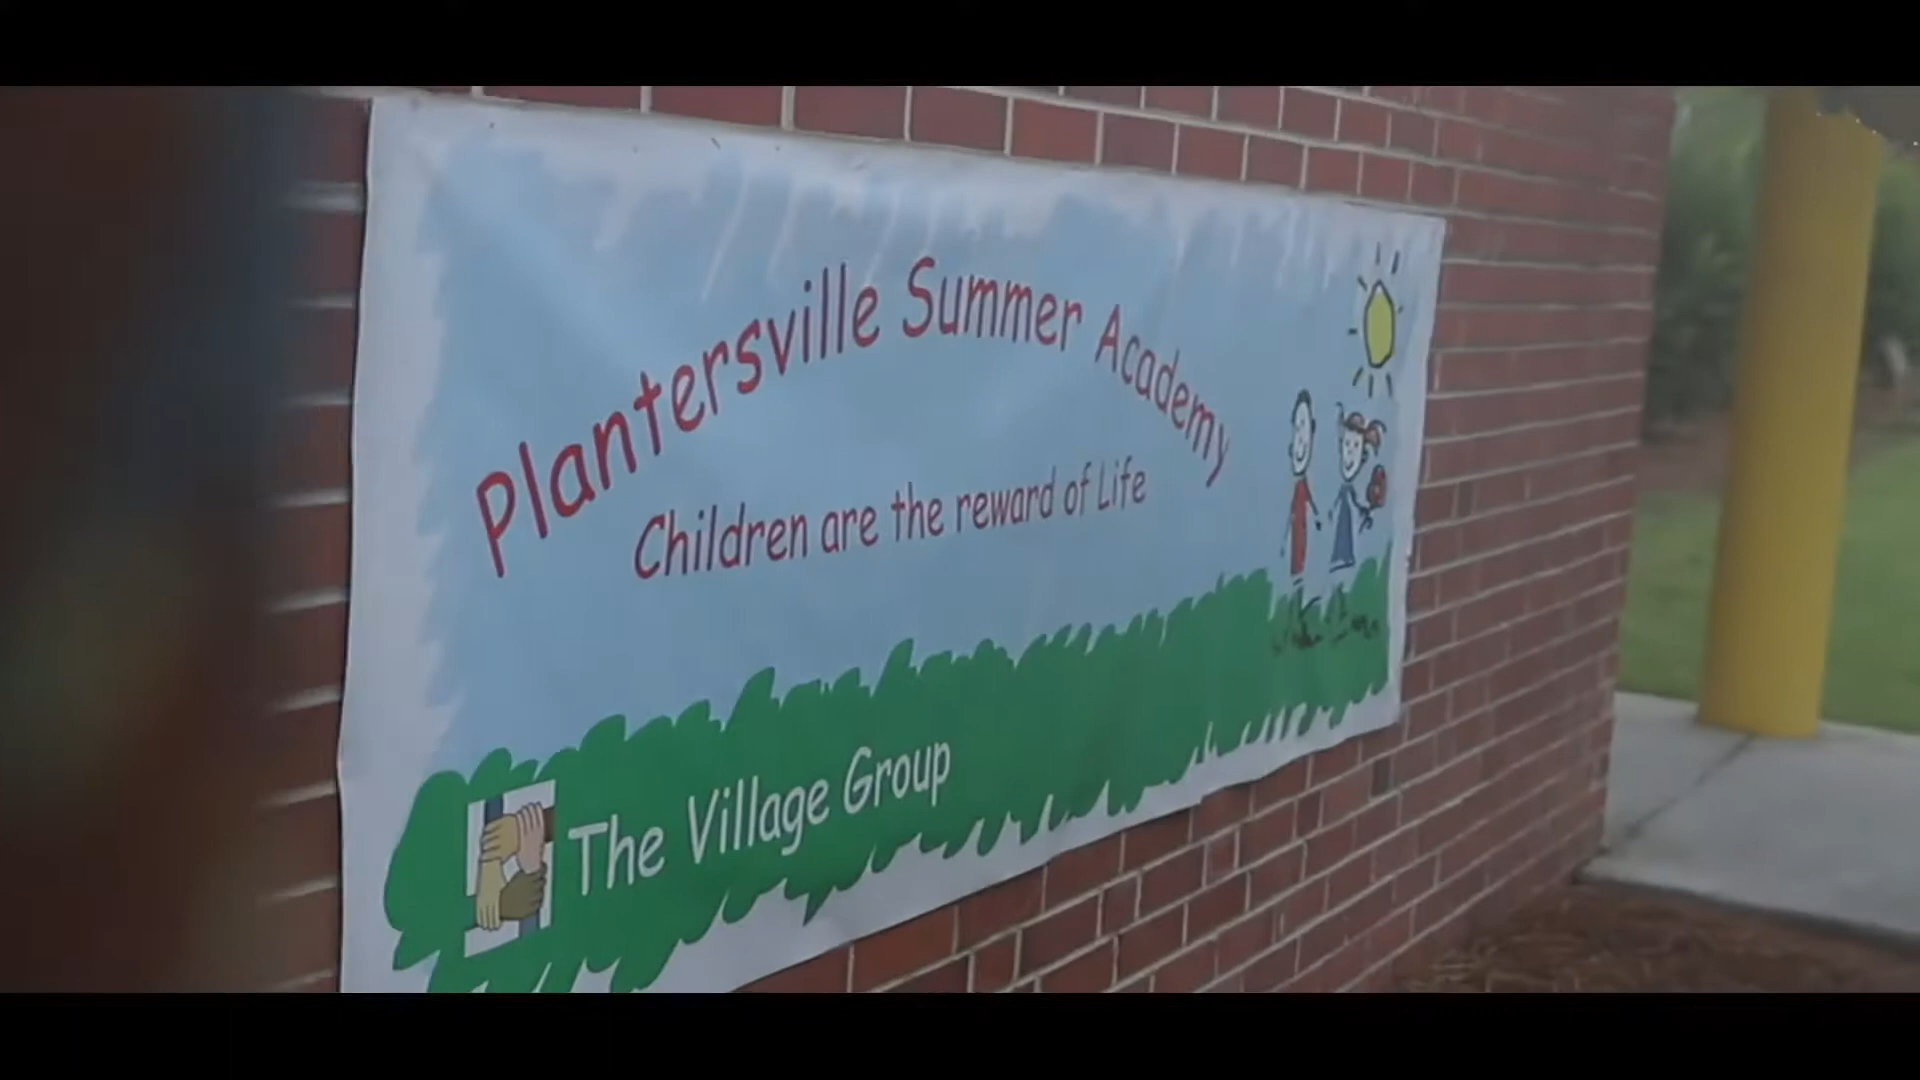 Plantersville Summer Academy
Children are the reward of Life
The Village Group